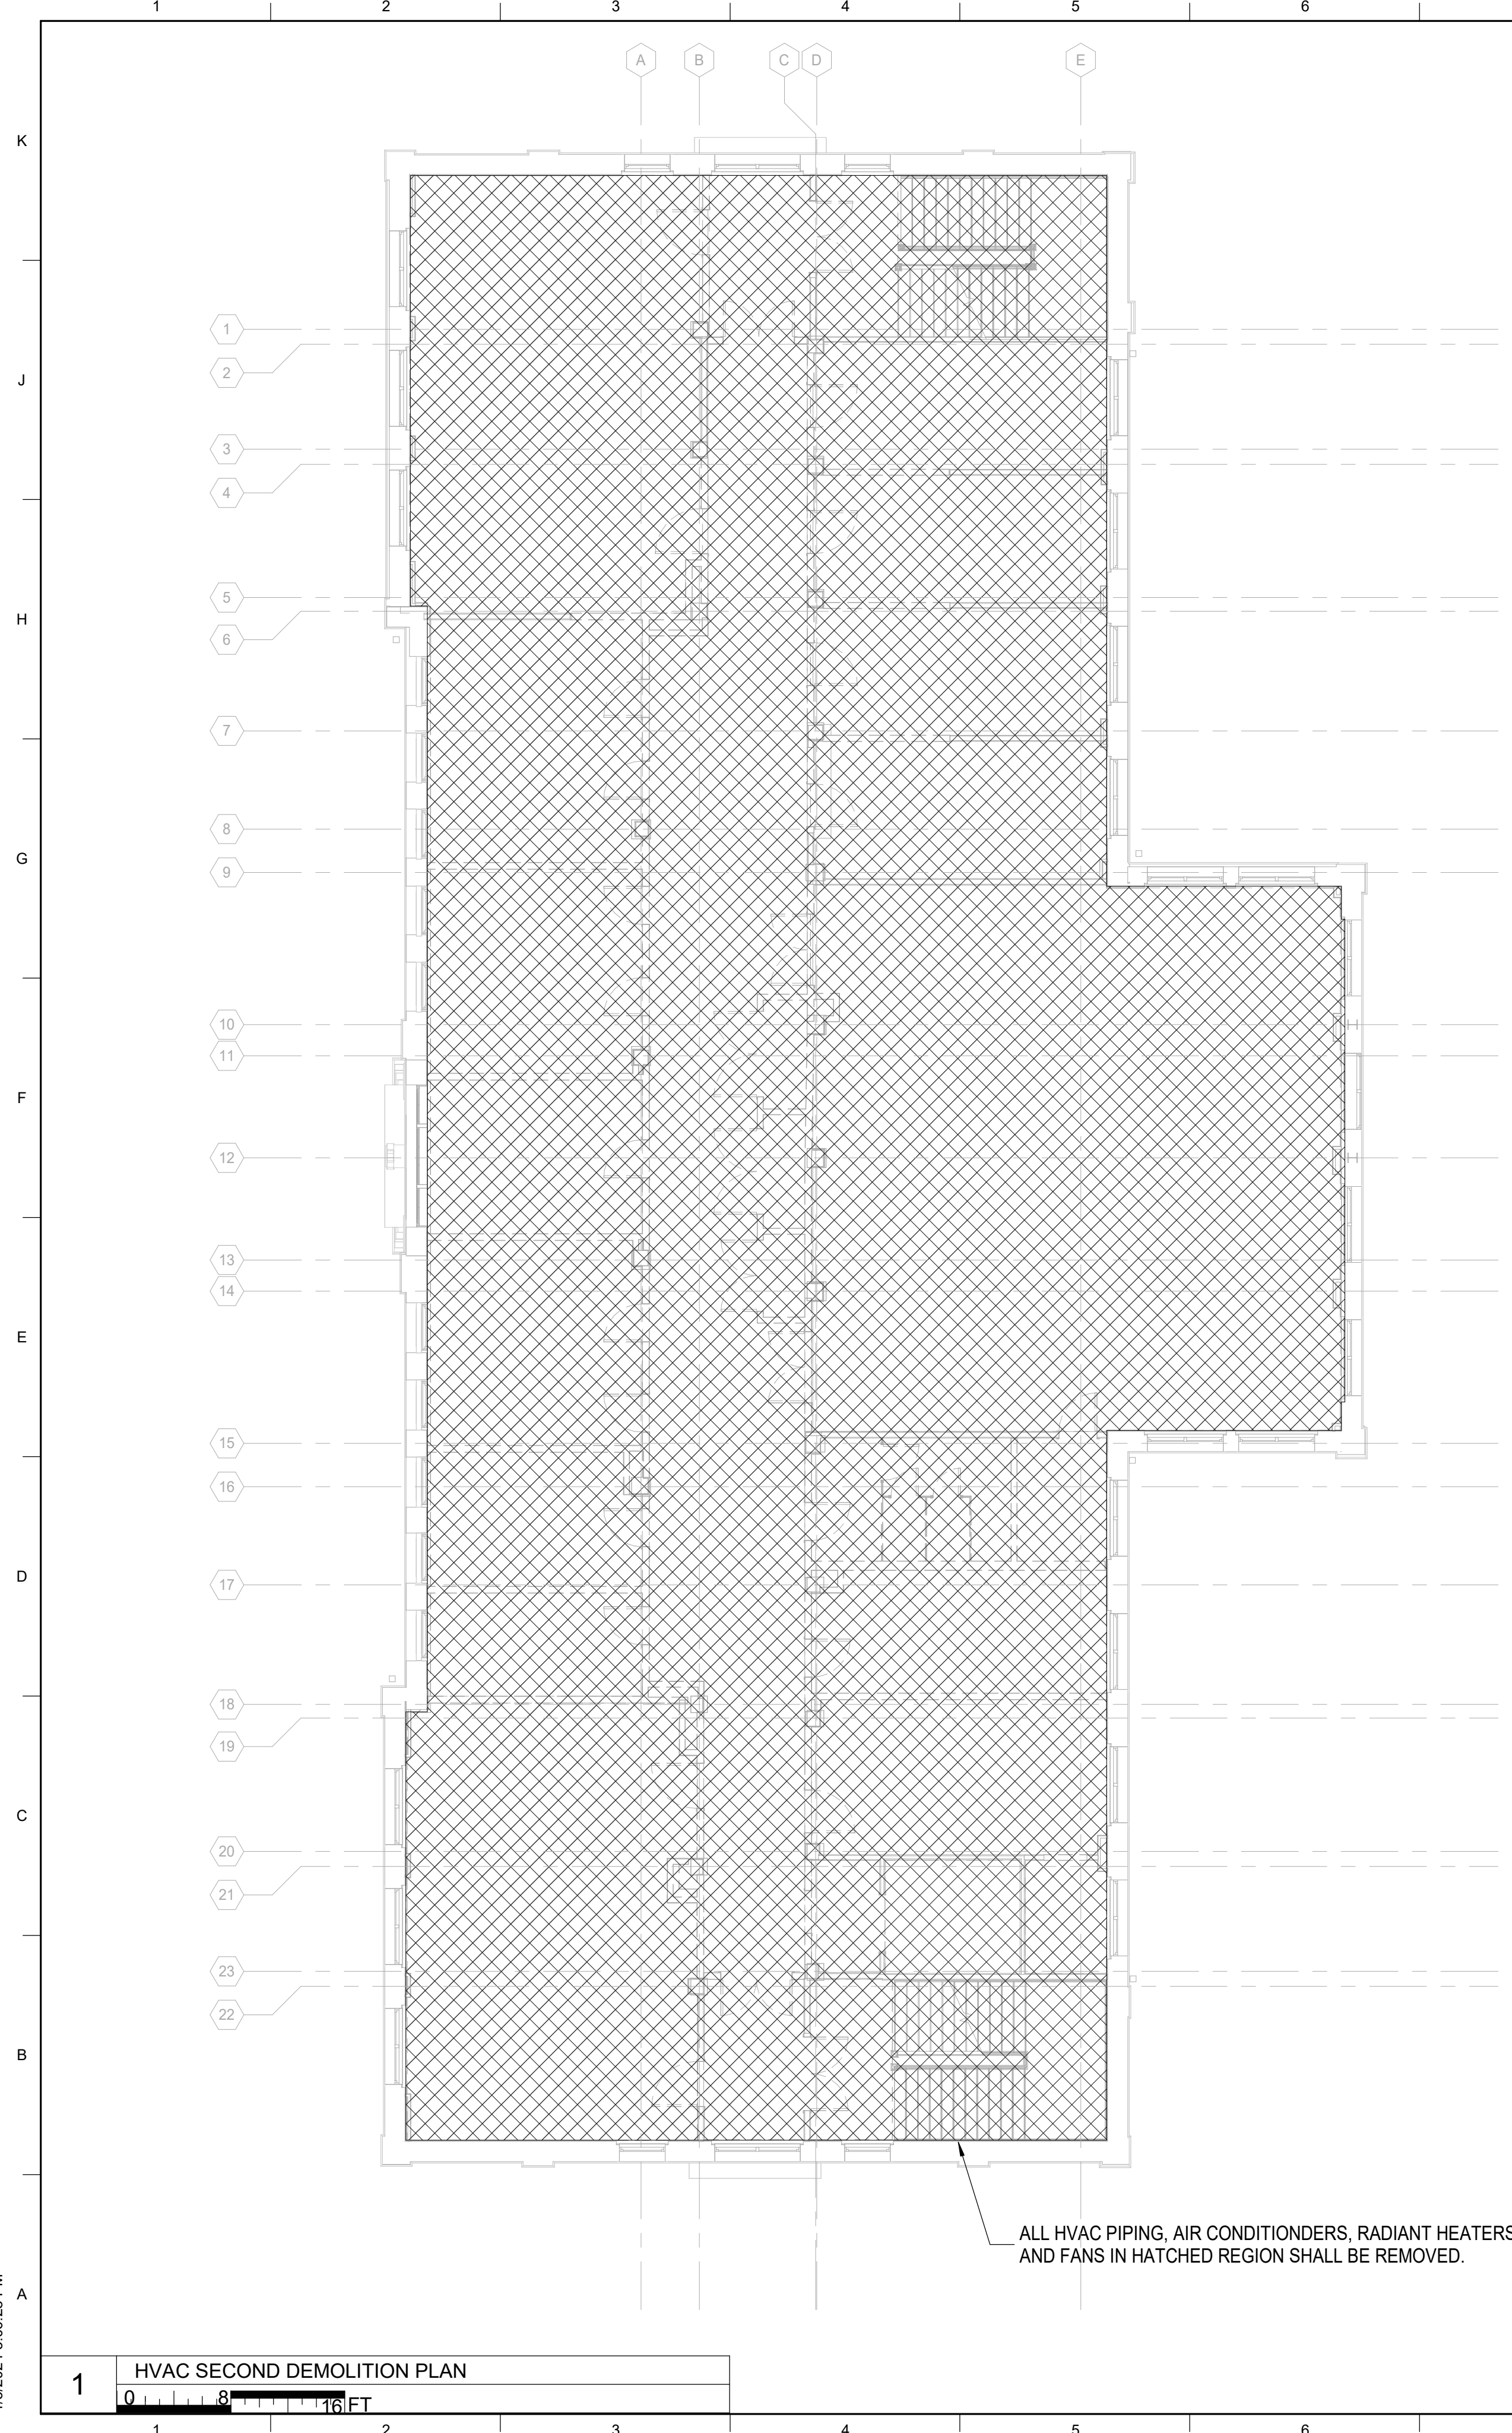 1 2 3 4 5 6
A B C D E
K
1
2
J
3
4
5
H
6
7
8
G
9
10
11
F
12
13
14
E
15
16
D
17
18
19
C
20
21
23
22
B
ALL HVAC PIPING, AIR CONDITIONDERS, RADIANT HEATERS
AND FANS IN HATCHED REGION SHALL BE REMOVED.
A
1
HVAC SECOND DEMOLITION PLAN
0 8 16 FT
1 2 3 4 5 6